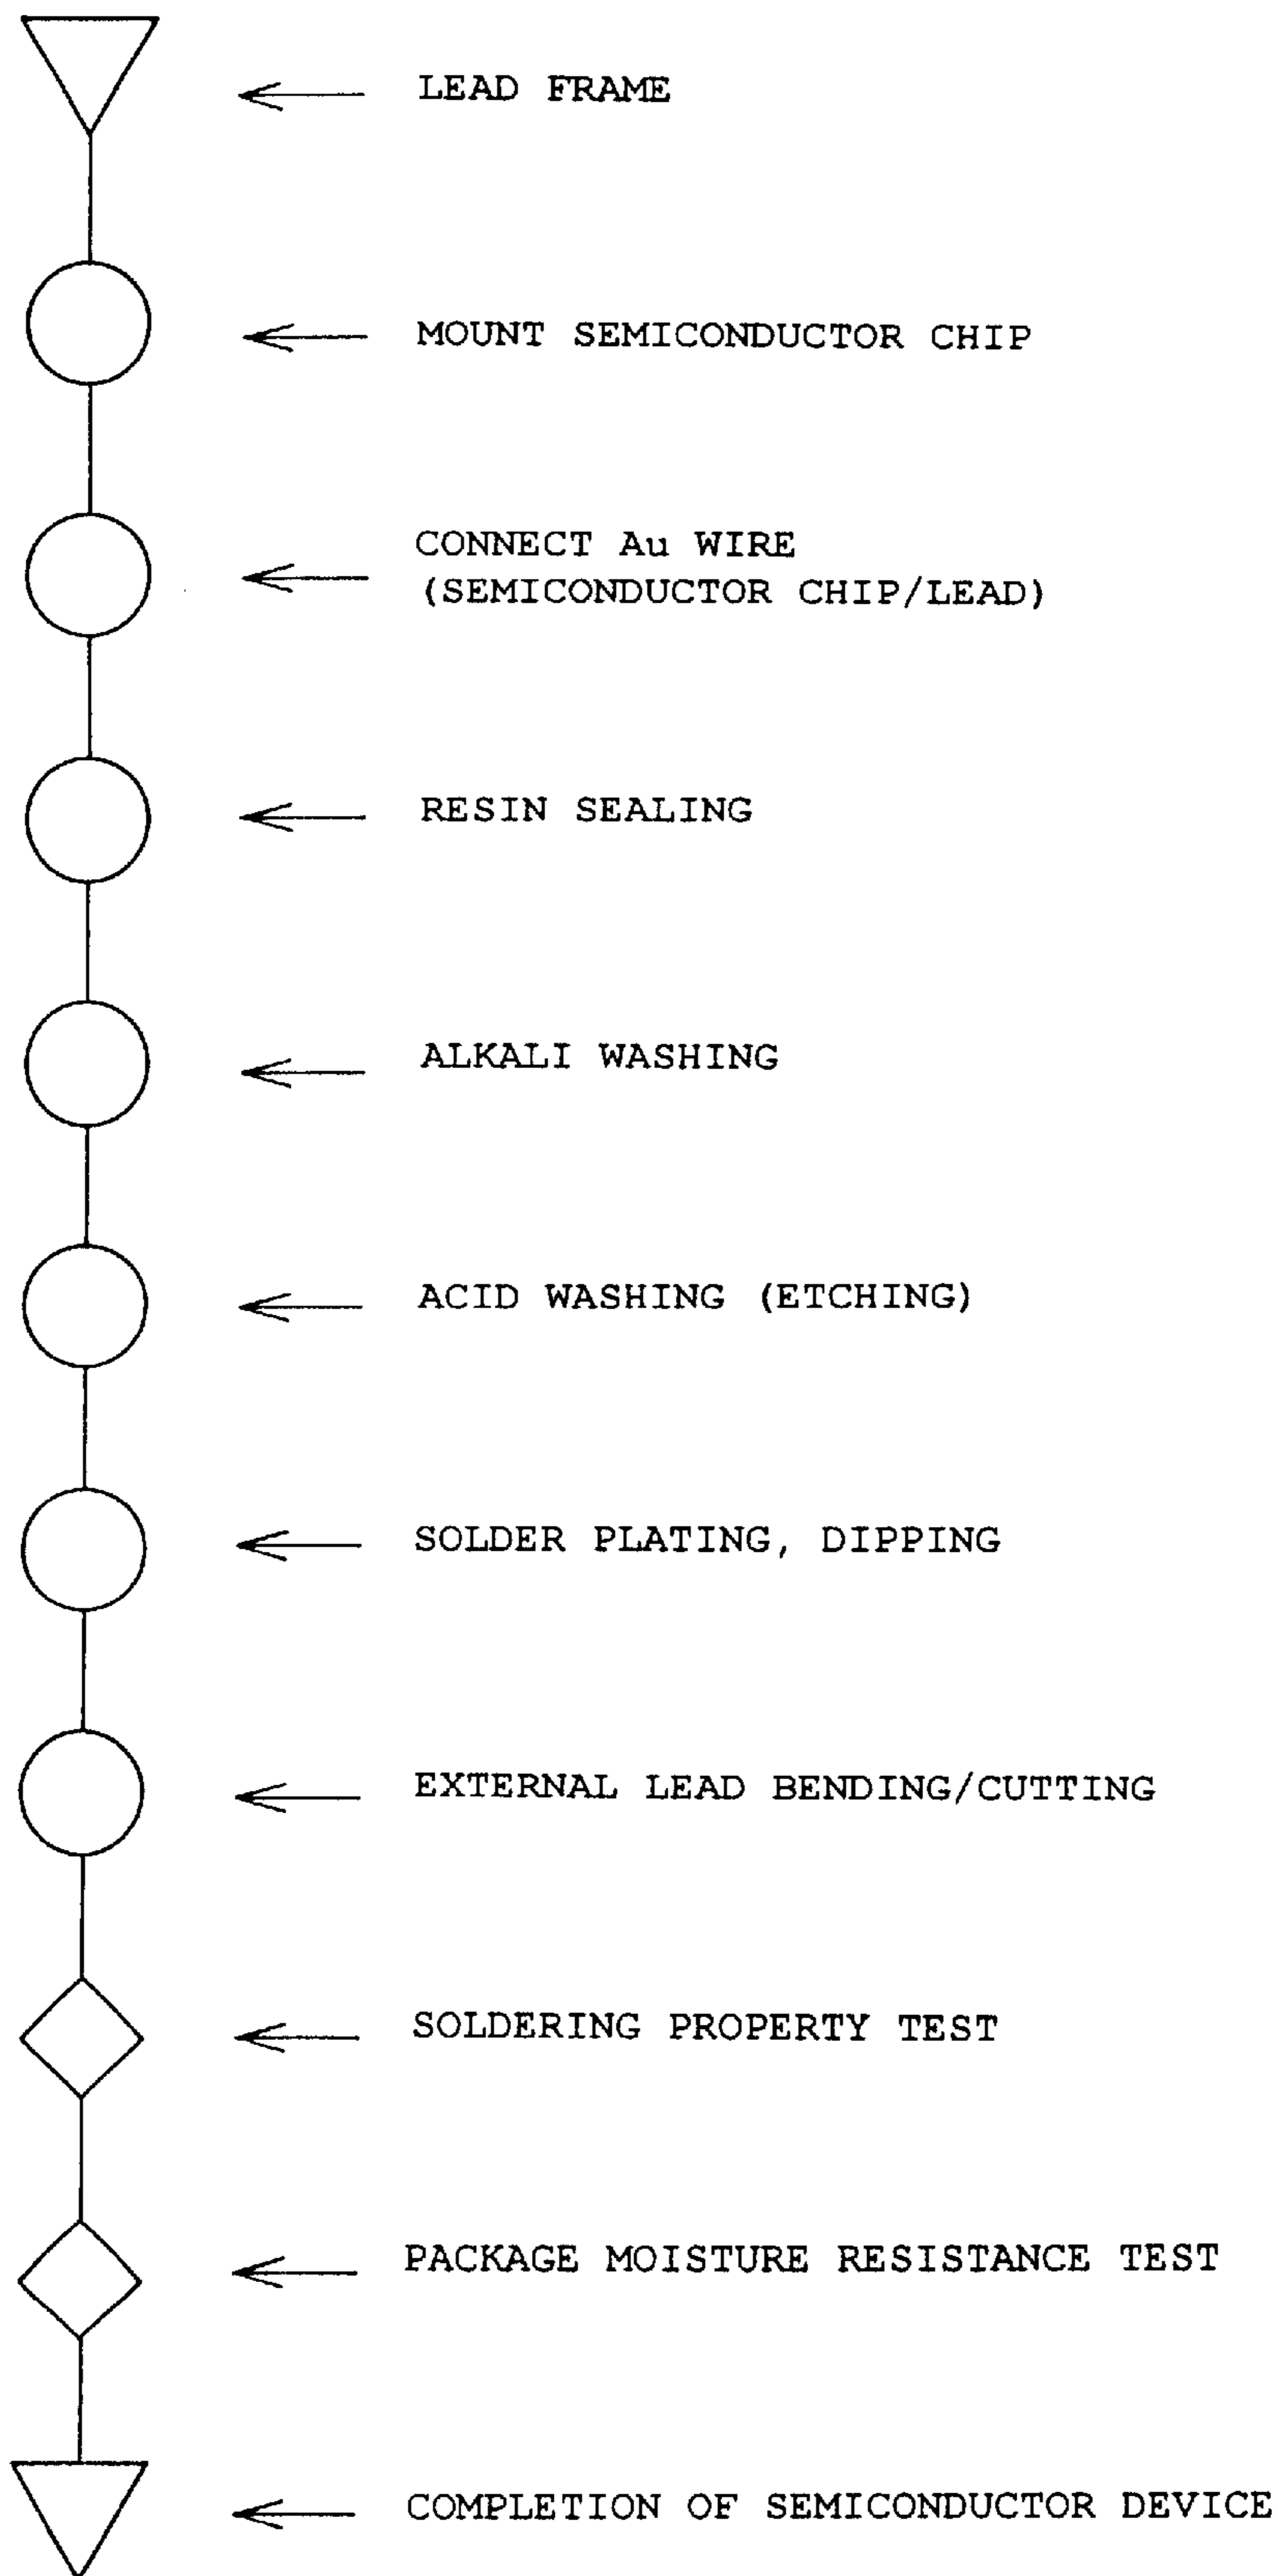 LEAD FRAME
MOUNT SEMICONDUCTOR CHIP
CONNECT Au WIRE
(SEMICONDUCTOR CHIP/LEAD)
RESIN SEALING
ALKALI WASHING
ACID WASHING (ETCHING)
SOLDER PLATING, DIPPING
EXTERNAL LEAD BENDING/CUTTING
SOLDERING PROPERTY TEST
PACKAGE MOISTURE RESISTANCE TEST
COMPLETION OF SEMICONDUCTOR DEVICE